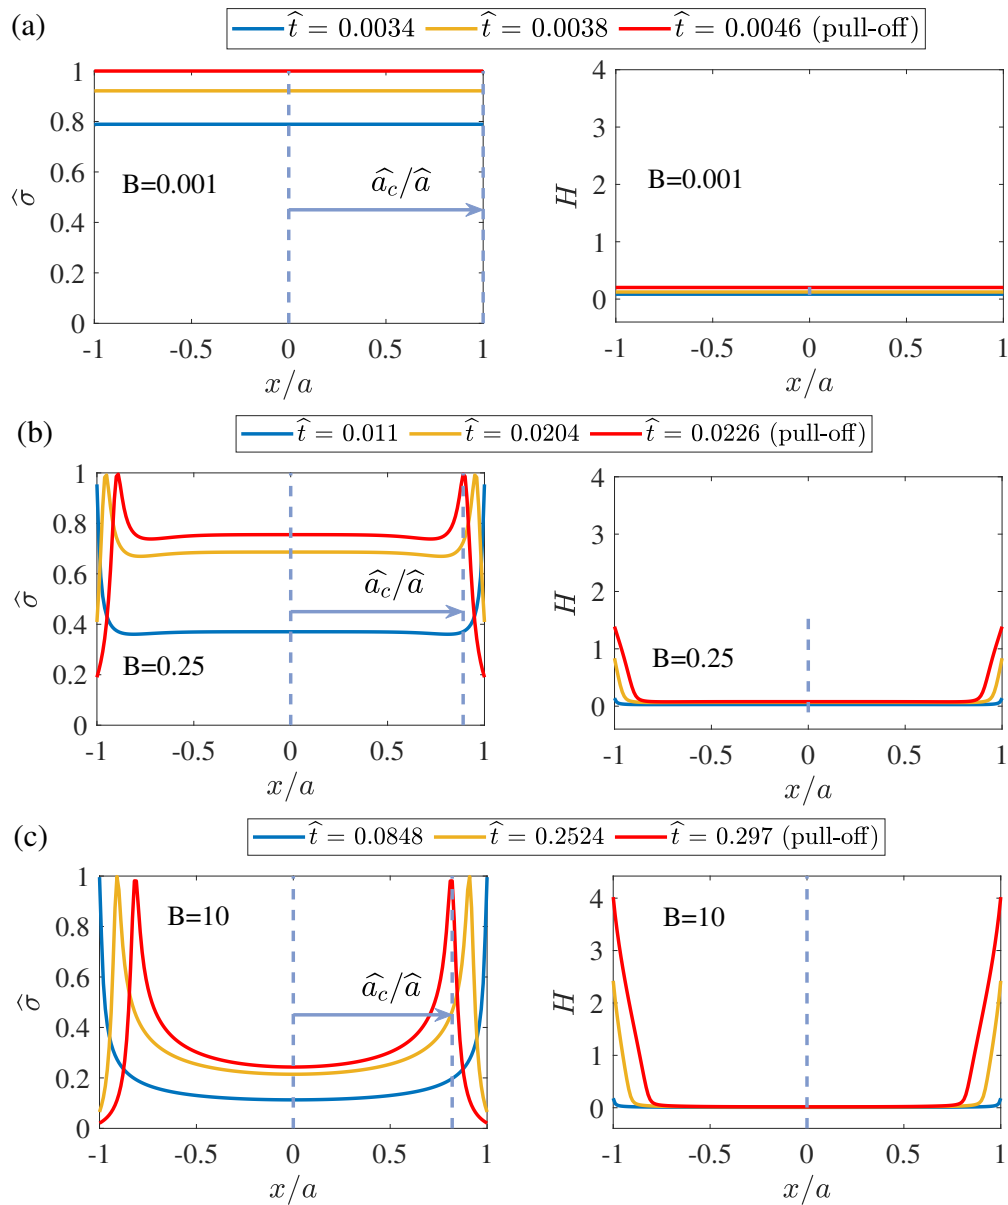 (a)
t̂ = 0.0034 t̂ = 0.0038 t̂ = 0.0046 (pull-off)
1
0.8
0.6
0.4
0.2
0
σ̂
B=0.001
â_c/â
-1 -0.5 0 0.5 1
x/a
4
3
2
1
0
H
B=0.001
-1 -0.5 0 0.5 1
x/a
(b)
t̂ = 0.011 t̂ = 0.0204 t̂ = 0.0226 (pull-off)
1
0.8
0.6
0.4
0.2
0
σ̂
â_c/â
B=0.25
-1 -0.5 0 0.5 1
x/a
4
3
2
1
0
H
B=0.25
-1 -0.5 0 0.5 1
x/a
(c)
t̂ = 0.0848 t̂ = 0.2524 t̂ = 0.297 (pull-off)
1
0.8
0.6
0.4
0.2
0
σ̂
B=10
â_c/â
-1 -0.5 0 0.5 1
x/a
4
3
2
1
0
H
B=10
-1 -0.5 0 0.5 1
x/a